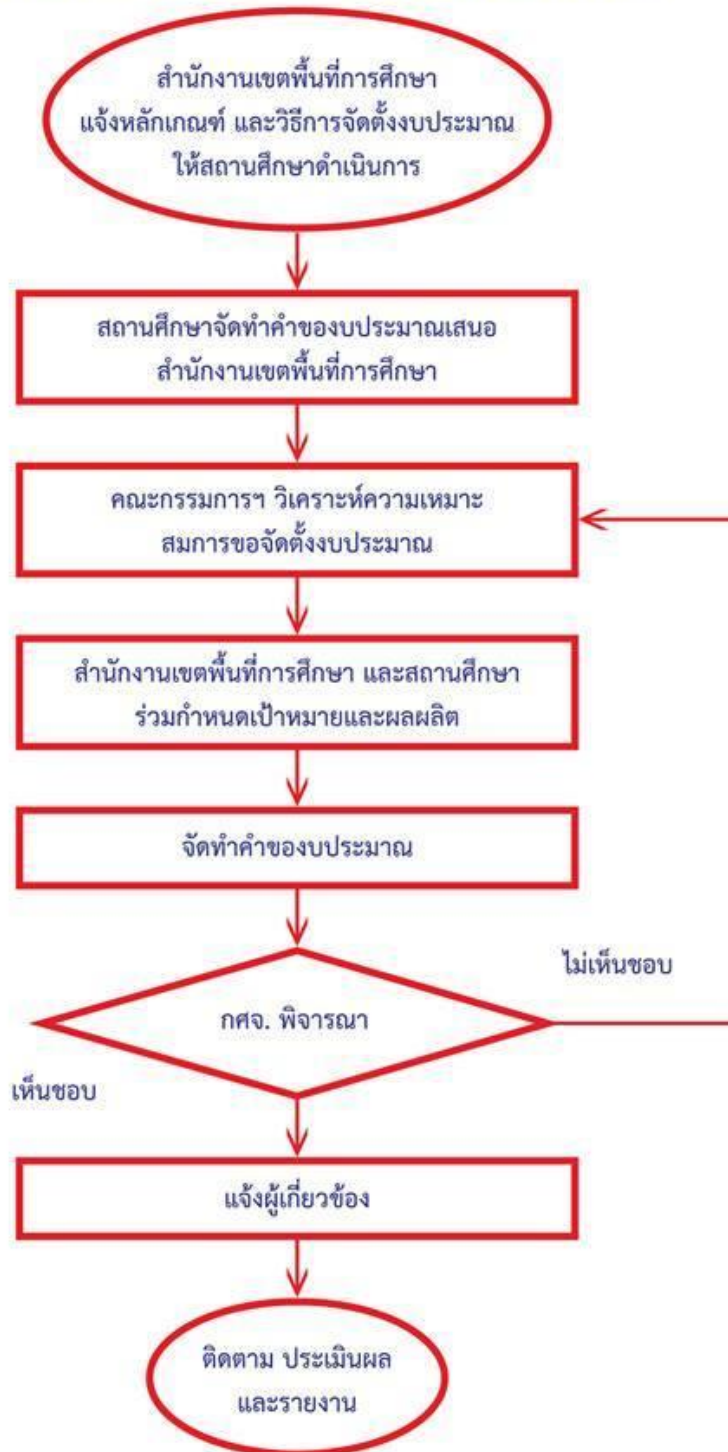 สำนักงานเขตพื้นที่การศึกษา
แจ้งหลักเกณฑ์ และวิธีการจัดตั้งงบประมาณ
ให้สถานศึกษาดำเนินการ
สถานศึกษาจัดทำคำของบประมาณเสนอ
สำนักงานเขตพื้นที่การศึกษา
คณะกรรมการฯ วิเคราะห์ความเหมาะ
สมการขอจัดตั้งงบประมาณ
สำนักงานเขตพื้นที่การศึกษา และสถานศึกษา
ร่วมกำหนดเป้าหมายและผลผลิต
จัดทำคำของบประมาณ
ไม่เห็นชอบ
กศจ. พิจารณา
เห็นชอบ
แจ้งผู้เกี่ยวข้อง
ติดตาม ประเมินผล
และรายงาน